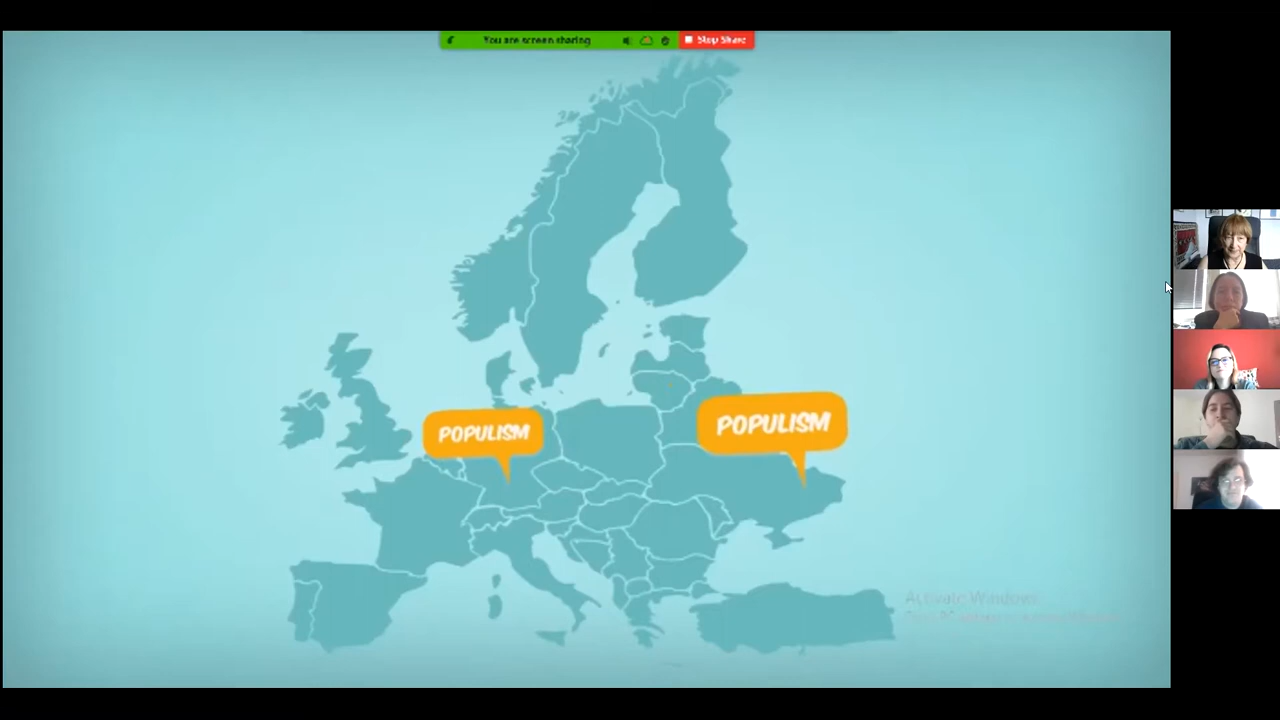 You are screen sharing
Stop Share
POPULISM
POPULISM
Activate Windows